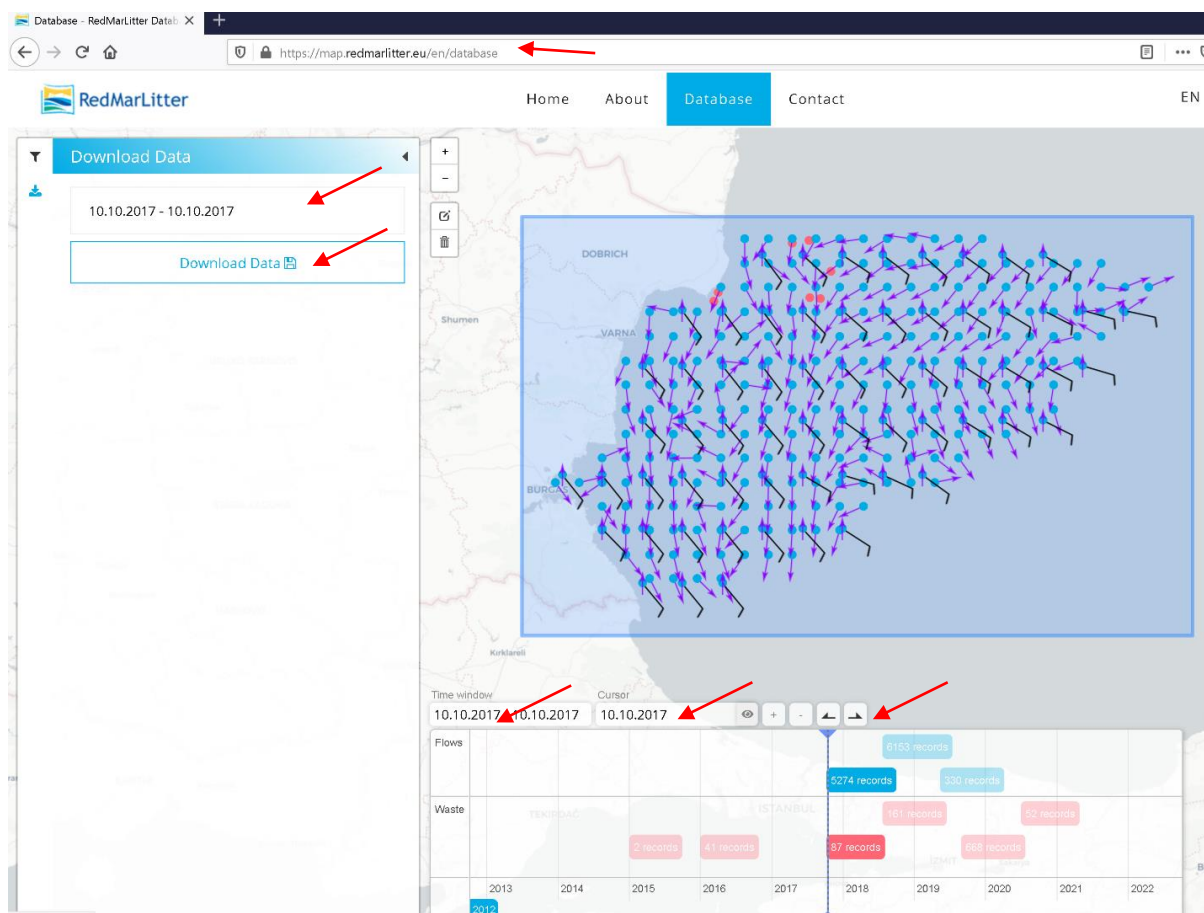 Database - RedMarLitter Datab
https://map.redmarlitter.eu/en/database
RedMarLitter
Home About Database Contact
EN
Download Data
10.10.2017 - 10.10.2017
Download Data
DOBRICH
Shumen
VARNA
BURGAS
Kırklareli
Time window Cursor
10.10.2017 - 10.10.2017 10.10.2017
+ -
Flows
6153 records
5274 records 330 records
Waste
TEKIRDAĞ ISTANBUL
161 records 52 records
2 records 41 records 87 records 668 records
IZMIT
2013 2014 2015 2016 2017 2018 2019 2020 2021 2022
2012